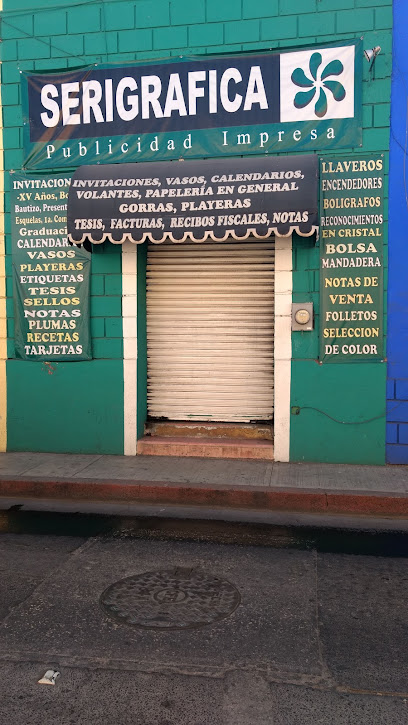 SERIGRAFICA
Publicidad Impresa
INVITACIONES, VASOS, CALENDARIOS,
VOLANTES, PAPELERÍA EN GENERAL
GORRAS, PLAYERAS
TESIS, FACTURAS, RECIBOS FISCALES, NOTAS
INVITACION
-XV Años, Bo
Bautizo, Present
Esquelas, 1a. Com
Graduaci
CALENDAR
VASOS
PLAYERAS
ETIQUETAS
TESIS
SELLOS
NOTAS
PLUMAS
RECETAS
TARJETAS
LLAVEROS
ENCENDEDORES
BOLIGRAFOS
RECONOCIMIENTOS
EN CRISTAL
BOLSA
MANDADERA
NOTAS DE
VENTA
FOLLETOS
SELECCION
DE COLOR